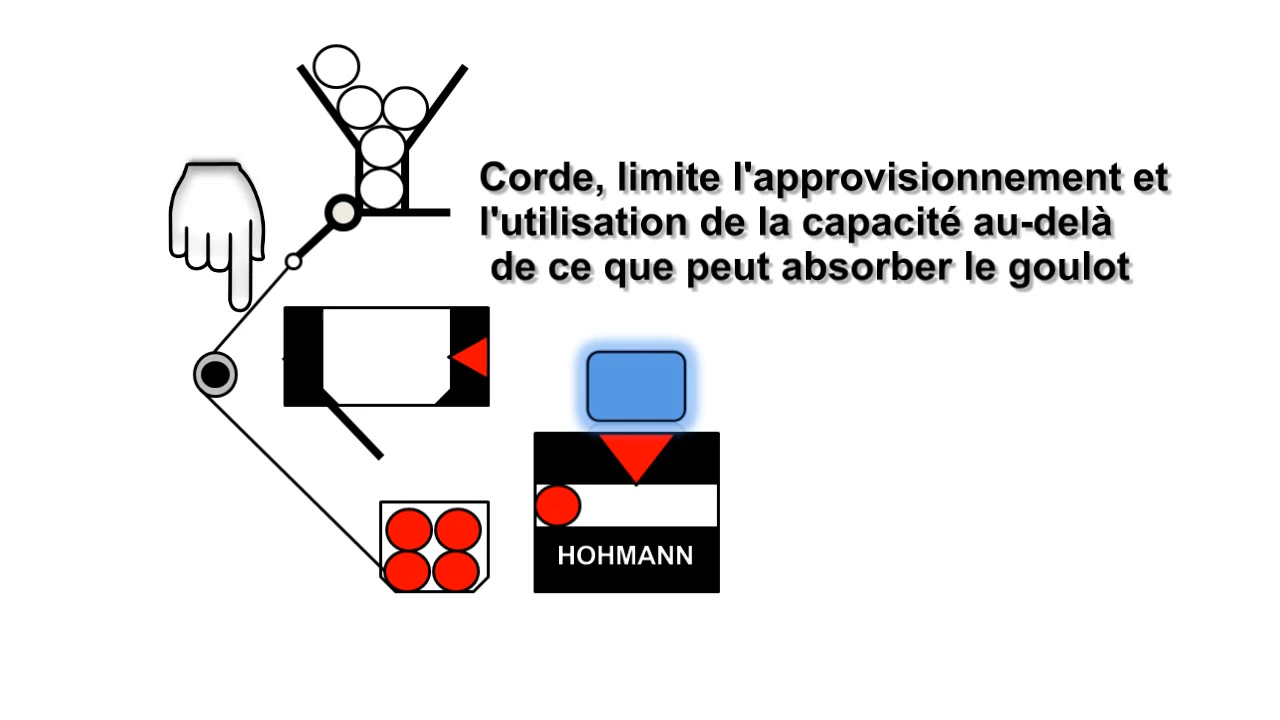 Corde, limite l'approvisionnement et
l'utilisation de la capacité au-delà
de ce que peut absorber le goulot
HOHMANN